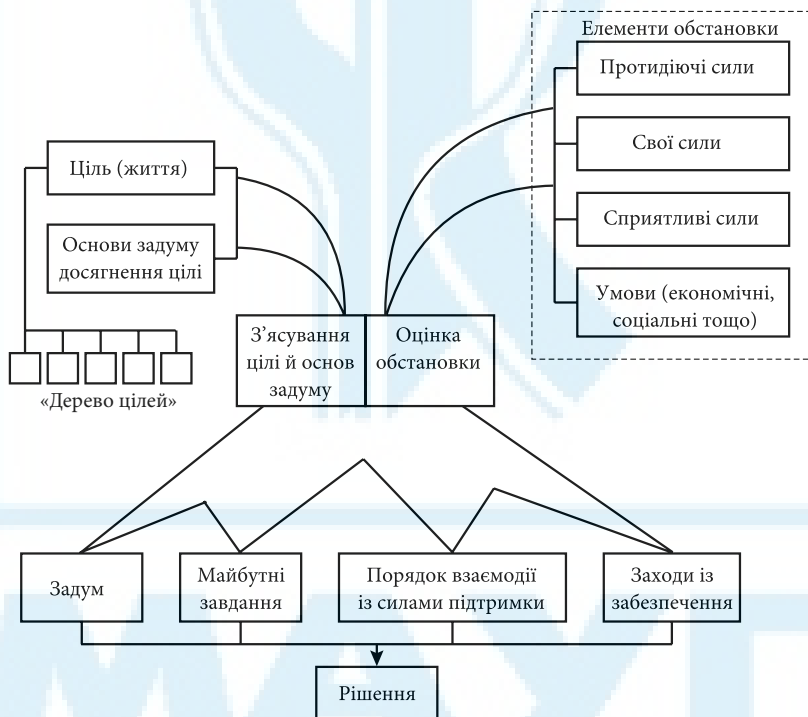 Елементи обстановки
Протидіючі сили
Свої сили
Сприятливі сили
Умови (економічні,
соціальні тощо)
Ціль (життя)
Основи задуму
досягнення цілі
«Дерево цілей»
З’ясування
цілі й основ
задуму
Оцінка
обстановки
Задум
Майбутні
завдання
Порядок взаємодії
із силами підтримки
Заходи із
забезпечення
Рішення
МАУП